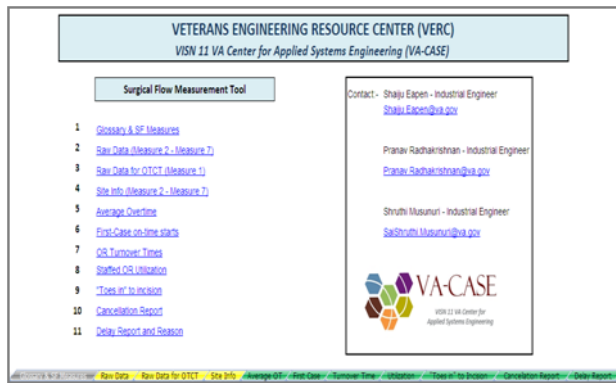 VETERANS ENGINEERING RESOURCE CENTER (VERC)
VISN 11 VA Center for Applied Systems Engineering (VA-CASE)
Surgical Flow Measurement Tool
1 Glossary & SF Measures
2 Raw Data (Measure 2 - Measure 7)
3 Raw Data for OTCT (Measure 1)
4 Site Info (Measure 2 - Measure 7)
5 Average Overtime
6 First-Case on-time starts
7 OR Turnover Times
8 Staffed OR Utilization
9 "Toes in" to incision
10 Cancellation Report
11 Delay Report and Reason
Contact - Shaiju Eapen - Industrial Engineer
Shaiju.Eapen@va.gov
Pranav Radhakrishnan - Industrial Engineer
Pranav.Radhakrishnan@va.gov
Shruthi Musunuri - Industrial Engineer
SaiShruthi.Musunuri@va.gov
VA-CASE
VISN 11 VA Center for
Applied Systems Engineering
Glossary & SF Measures Raw Data Raw Data for OTCT Site Info Average OT First Case Turnover Time Utilization "Toes in" to Incision Cancelation Report Delay Report